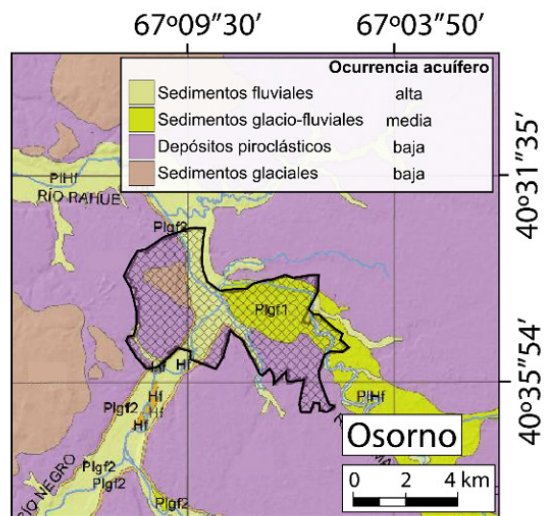 67º09"30′
67º03"50′
Ocurrencia acuífero
Sedimentos fluviales alta
Sedimentos glacio-fluviales media
Depósitos piroclásticos baja
Sedimentos glaciales baja
40º31"35′
PlHf
RÍO RAHUE
Plgf2
Plgf1
40º35"54′
Hf
Hf
Plgf2
Hf
Hf
Hf
PlHf
Osorno
Plgf2
Plgf2
RÍO NEGRO
Plgf2
0 2 4 km